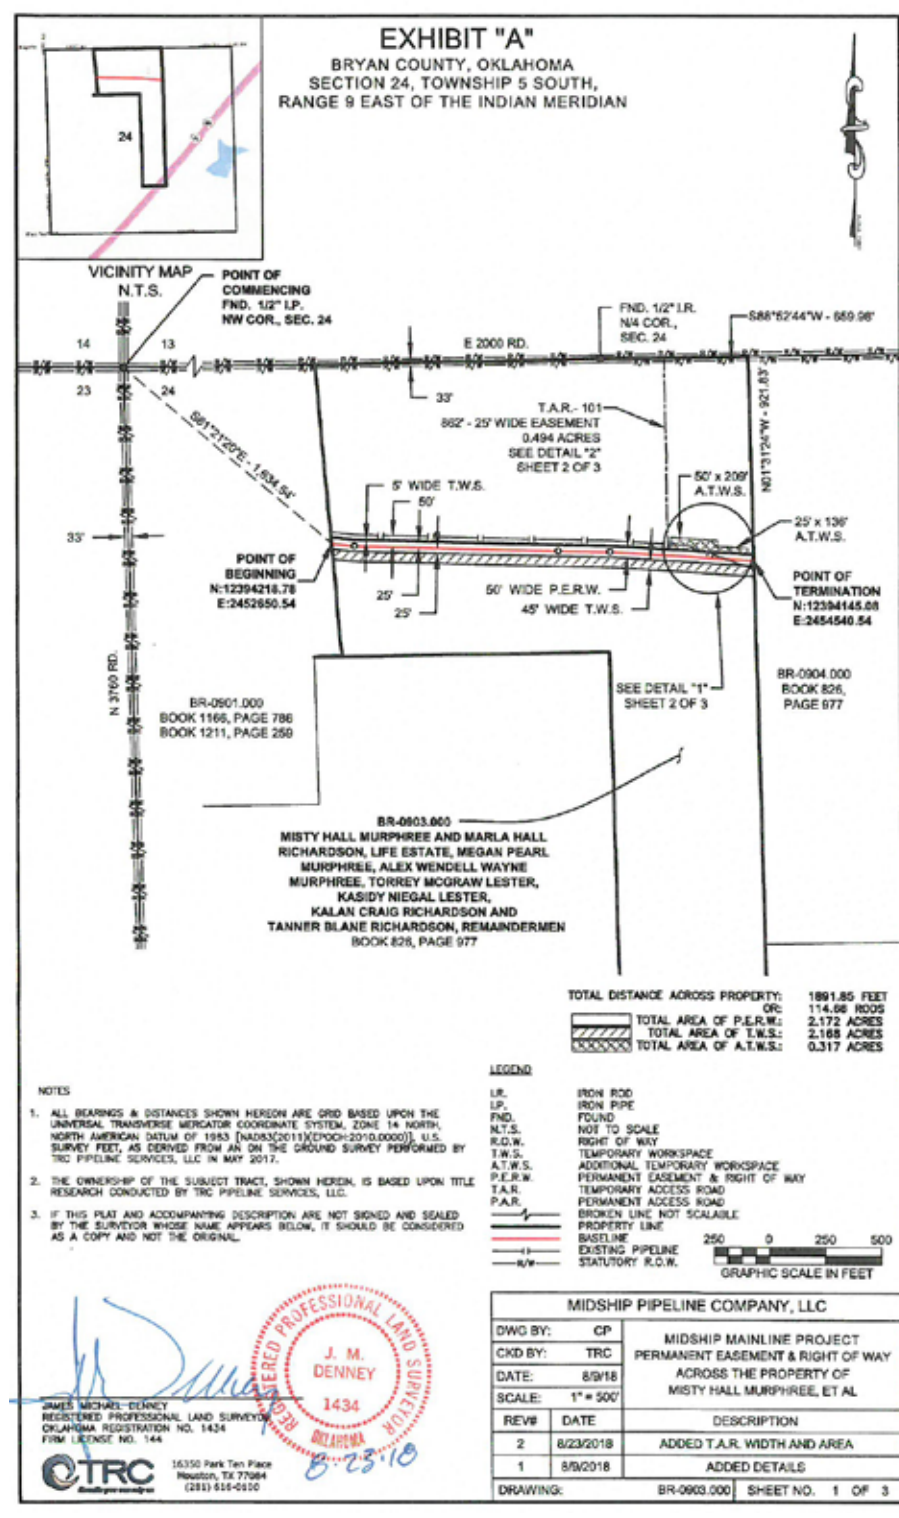 EXHIBIT "A"
BRYAN COUNTY, OKLAHOMA
SECTION 24, TOWNSHIP 5 SOUTH,
RANGE 9 EAST OF THE INDIAN MERIDIAN
24
VICINITY MAP
N.T.S.
POINT OF
COMMENCING
FND. 1/2" I.P.
NW COR., SEC. 24
14
13
23
24
E 2000 RD.
FND. 1/2" I.R.
N/4 COR.,
SEC. 24
S88°52'44"W - 659.98'
33'
N01°31'24"W - 921.83'
S61°21'20"E - 1,634.54'
T.A.R.- 101
862' - 25' WIDE EASEMENT
0.494 ACRES
SEE DETAIL "2"
SHEET 2 OF 3
5' WIDE T.W.S.
50'
50' x 209'
A.T.W.S.
25' x 136'
A.T.W.S.
33'
POINT OF
BEGINNING
N:12394218.78
E:2452650.54
25'
25'
50' WIDE P.E.R.W.
45' WIDE T.W.S.
POINT OF
TERMINATION
N:12394145.08
E:2454540.54
N 3760 RD.
BR-0901.000
BOOK 1166, PAGE 786
BOOK 1211, PAGE 259
SEE DETAIL "1"
SHEET 2 OF 3
BR-0904.000
BOOK 826,
PAGE 977
BR-0903.000
MISTY HALL MURPHREE AND MARLA HALL
RICHARDSON, LIFE ESTATE, MEGAN PEARL
MURPHREE, ALEX WENDELL WAYNE
MURPHREE, TORREY MCGRAW LESTER,
KASIDY NIEGAL LESTER,
KALAN CRAIG RICHARDSON AND
TANNER BLANE RICHARDSON, REMAINDERMEN
BOOK 826, PAGE 977
TOTAL DISTANCE ACROSS PROPERTY: 1891.85 FEET
OR: 114.66 RODS
TOTAL AREA OF P.E.R.W.: 2.172 ACRES
TOTAL AREA OF T.W.S.: 2.168 ACRES
TOTAL AREA OF A.T.W.S.: 0.317 ACRES
NOTES
1. ALL BEARINGS & DISTANCES SHOWN HEREON ARE GRID BASED UPON THE
UNIVERSAL TRANSVERSE MERCATOR COORDINATE SYSTEM, ZONE 14 NORTH,
NORTH AMERICAN DATUM OF 1983 [NAD83(2011)(EPOCH:2010.0000)], U.S.
SURVEY FEET, AS DERIVED FROM AN ON THE GROUND SURVEY PERFORMED BY
TRC PIPELINE SERVICES, LLC IN MAY 2017.
2. THE OWNERSHIP OF THE SUBJECT TRACT, SHOWN HEREIN, IS BASED UPON TITLE
RESEARCH CONDUCTED BY TRC PIPELINE SERVICES, LLC.
3. IF THIS PLAT AND ACCOMPANYING DESCRIPTION ARE NOT SIGNED AND SEALED
BY THE SURVEYOR WHOSE NAME APPEARS BELOW, IT SHOULD BE CONSIDERED
AS A COPY AND NOT THE ORIGINAL.
LEGEND
I.R. IRON ROD
I.P. IRON PIPE
FND. FOUND
N.T.S. NOT TO SCALE
R.O.W. RIGHT OF WAY
T.W.S. TEMPORARY WORKSPACE
A.T.W.S. ADDITIONAL TEMPORARY WORKSPACE
P.E.R.W. PERMANENT EASEMENT & RIGHT OF WAY
T.A.R. TEMPORARY ACCESS ROAD
P.A.R. PERMANENT ACCESS ROAD
BROKEN LINE NOT SCALABLE
PROPERTY LINE
BASELINE
EXISTING PIPELINE
R/W STATUTORY R.O.W.
250 0 250 500
GRAPHIC SCALE IN FEET
REGISTERED PROFESSIONAL LAND SURVEYOR
J. M.
DENNEY
1434
OKLAHOMA
8-23-18
JAMES MICHAEL DENNEY
REGISTERED PROFESSIONAL LAND SURVEYOR
OKLAHOMA REGISTRATION NO. 1434
FIRM LICENSE NO. 144
TRC
16350 Park Ten Place
Houston, TX 77084
(281) 616-0100
MIDSHIP PIPELINE COMPANY, LLC
DWG BY: CP
CKD BY: TRC
DATE: 8/9/18
SCALE: 1" = 500'
MIDSHIP MAINLINE PROJECT
PERMANENT EASEMENT & RIGHT OF WAY
ACROSS THE PROPERTY OF
MISTY HALL MURPHREE, ET AL
REV# DATE DESCRIPTION
2 8/23/2018 ADDED T.A.R. WIDTH AND AREA
1 8/9/2018 ADDED DETAILS
DRAWING: BR-0903.000 SHEET NO. 1 OF 3